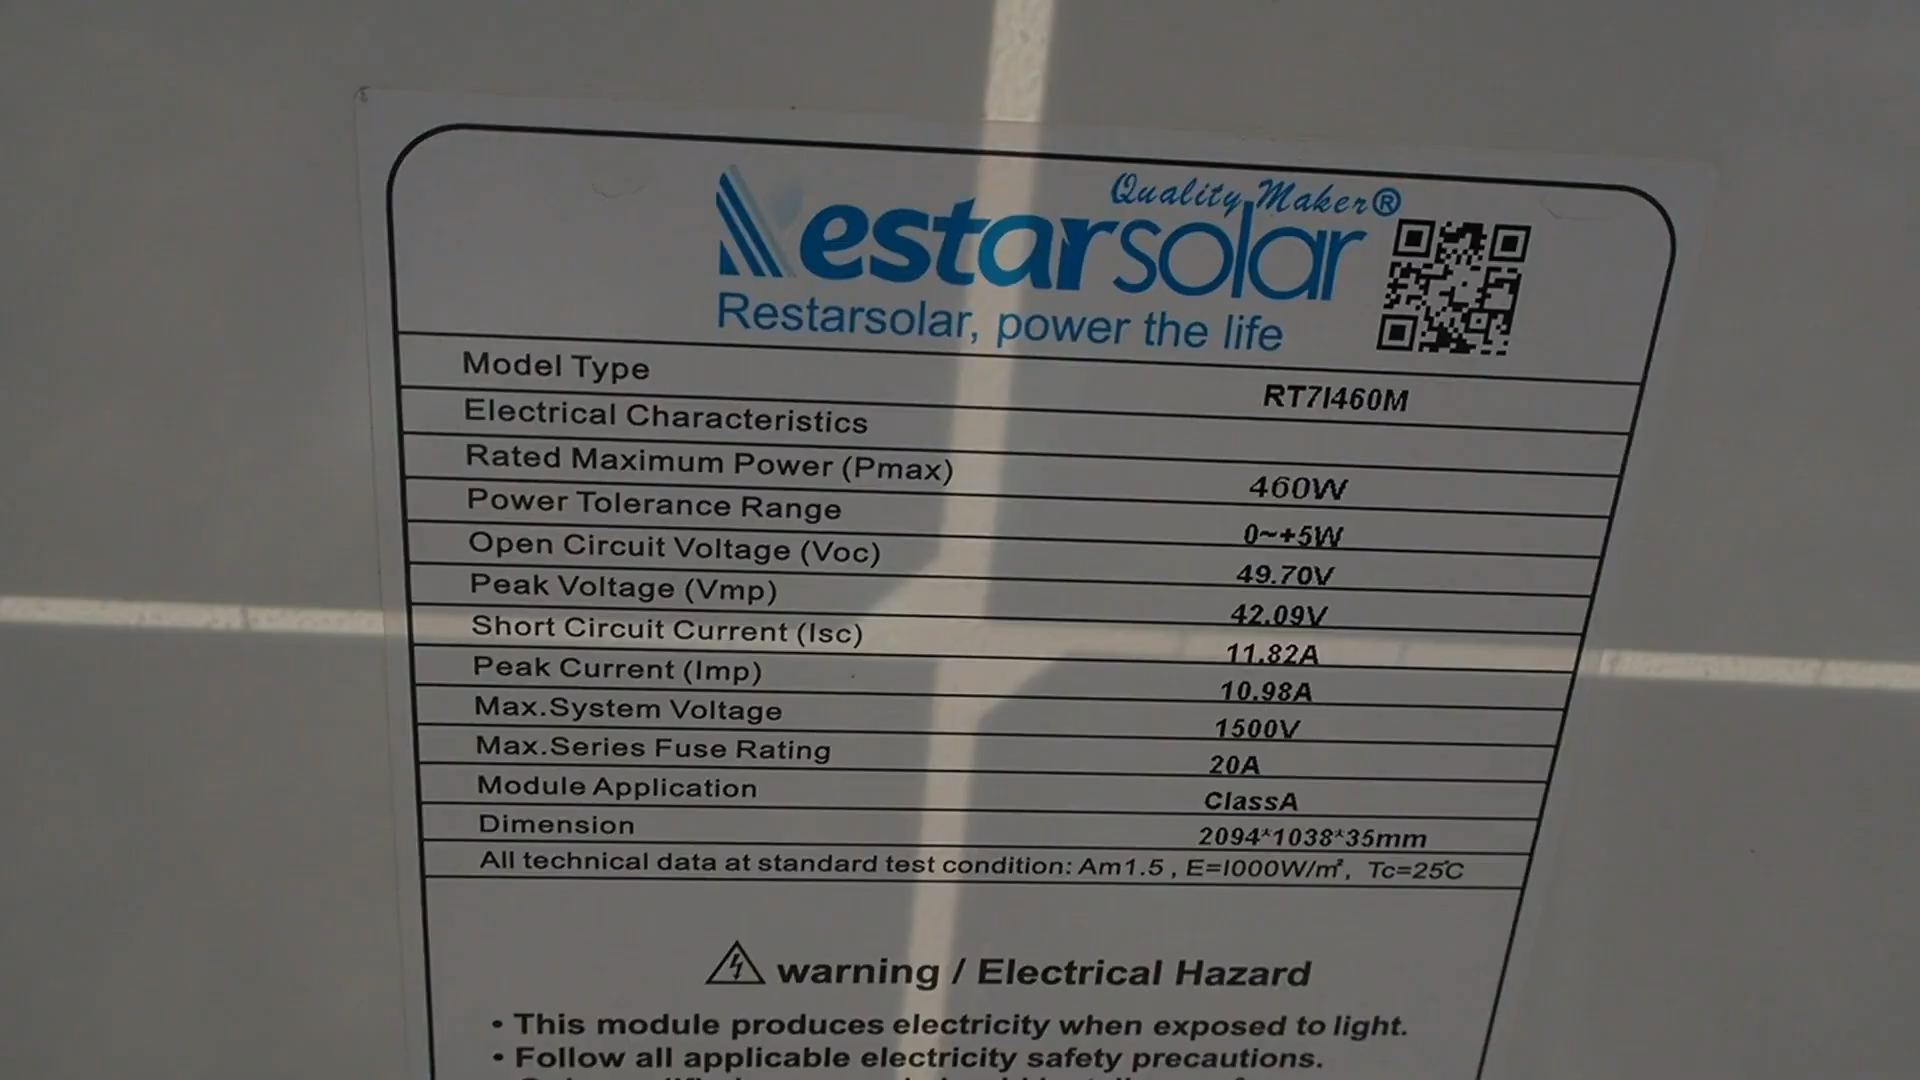 Quality Maker®
Restarsolar
Restarsolar, power the life
Model Type RT7I460M
Electrical Characteristics
Rated Maximum Power (Pmax) 460W
Power Tolerance Range 0~+5W
Open Circuit Voltage (Voc) 49.70V
Peak Voltage (Vmp) 42.09V
Short Circuit Current (Isc) 11.82A
Peak Current (Imp) 10.98A
Max.System Voltage 1500V
Max.Series Fuse Rating 20A
Module Application ClassA
Dimension 2094*1038*35mm
All technical data at standard test condition: Am1.5 , E=1000W/m², Tc=25℃
warning / Electrical Hazard
• This module produces electricity when exposed to light.
• Follow all applicable electricity safety precautions.